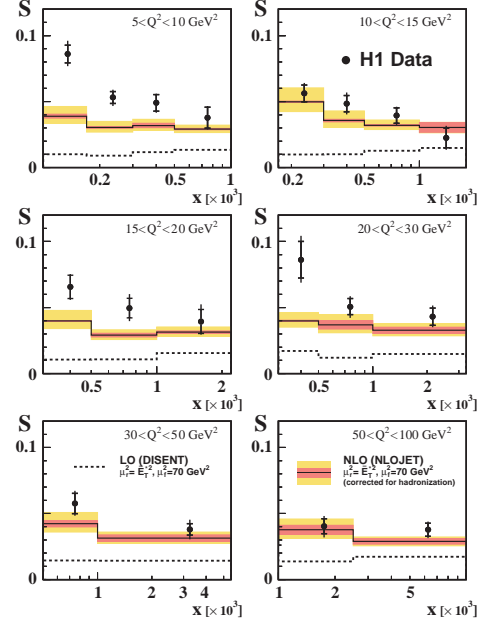 S
5<Q²<10 GeV²
0.1
0
0.2
0.5
1
x [× 10³]
S
10<Q²<15 GeV²
H1 Data
0.1
0
0.2
0.5
1
x [× 10³]
S
15<Q²<20 GeV²
0.1
0
0.5
1
2
x [× 10³]
S
20<Q²<30 GeV²
0.1
0
0.5
1
2
x [× 10³]
S
30<Q²<50 GeV²
LO (DISENT)
μᵣ²= E̅ₜ*², μ_f²=70 GeV²
0.1
0
1
2
3
4
x [× 10³]
S
50<Q²<100 GeV²
NLO (NLOJET)
μᵣ²= E̅ₜ*², μ_f²=70 GeV²
(corrected for hadronization)
0.1
0
5
1
x [× 10³]